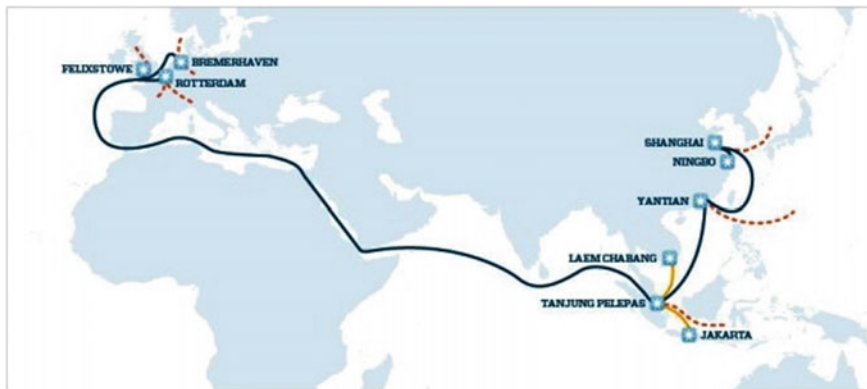 BREMERHAVEN
FELIXSTOWE
ROTTERDAM
SHANGHAI
NINGBO
YANTIAN
LAEM CHABANG
TANJUNG PELEPAS
JAKARTA